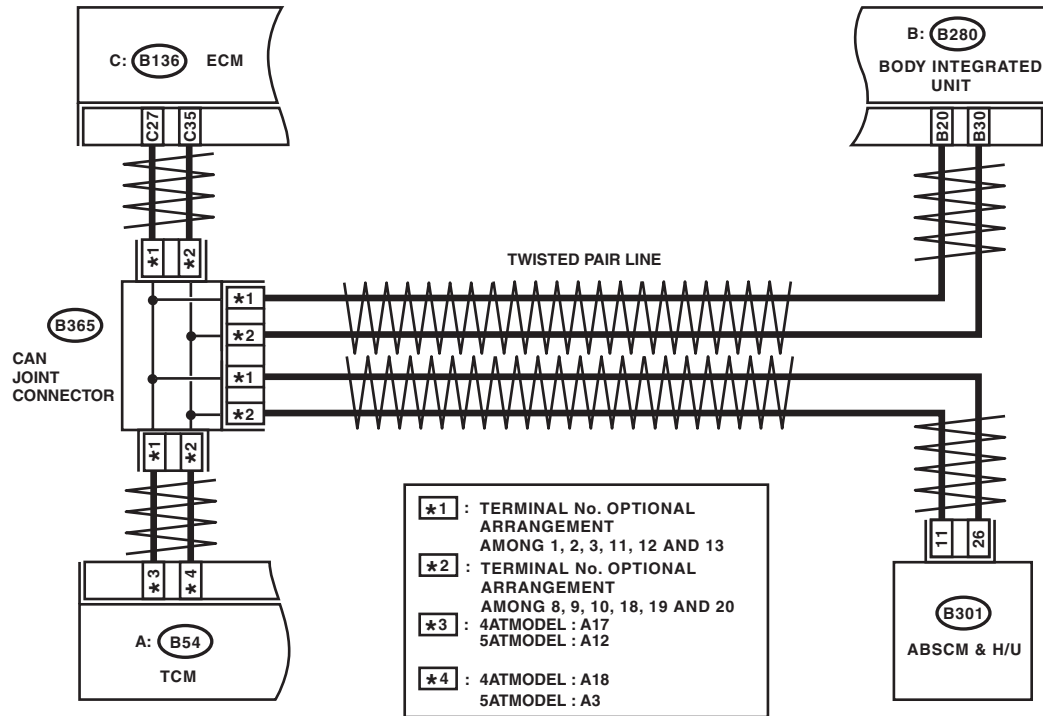 C: B136 ECM
C27
C35
B: B280
BODY INTEGRATED
UNIT
B20
B30
*1
*2
TWISTED PAIR LINE
B365
CAN
JOINT
CONNECTOR
*1
*2
*1
*2
*1
*2
*3
*4
A: B54
TCM
*1 : TERMINAL No. OPTIONAL
ARRANGEMENT
AMONG 1, 2, 3, 11, 12 AND 13
*2 : TERMINAL No. OPTIONAL
ARRANGEMENT
AMONG 8, 9, 10, 18, 19 AND 20
*3 : 4ATMODEL : A17
5ATMODEL : A12
*4 : 4ATMODEL : A18
5ATMODEL : A3
11
26
B301
ABSCM & H/U